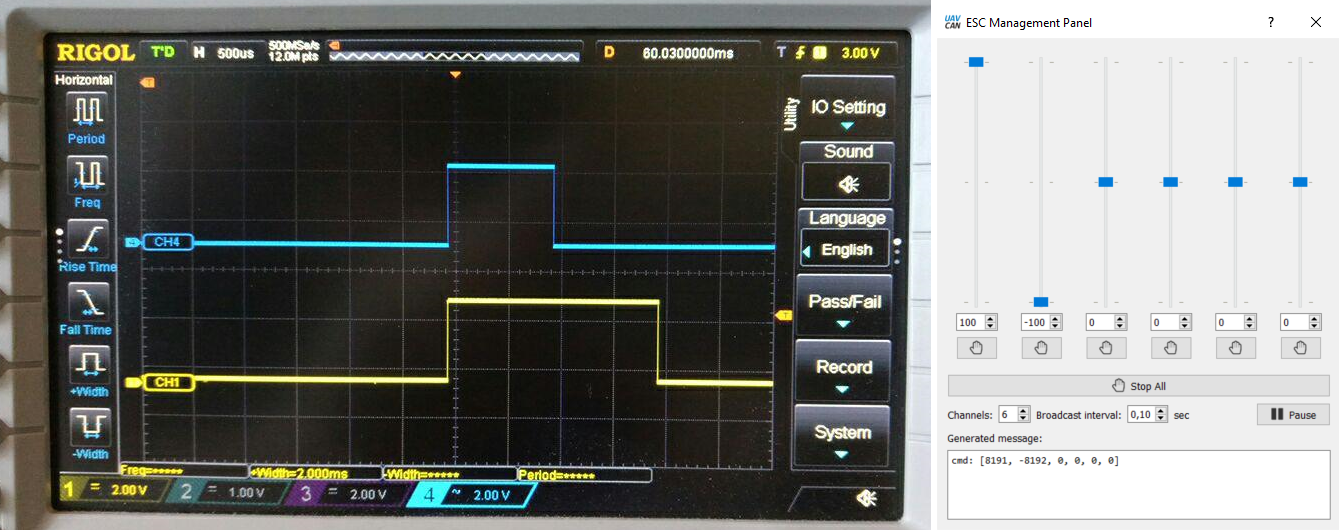 RIGOL T'D H 500us 500MSa/s 12.0M pts D 60.0300000ms T 1 3.00 V
Horizontal
Period
Freq
Rise Time
Fall Time
+Width
-Width
T
T
4 CH4
CH1
Utility
IO Setting
Sound
Language
English
Pass/Fail
Record
System
Freq=***** +Width=2.000ms -Width=***** Period=*****
1 = 2.00 V 2 = 1.00 V 3 = 2.00 V 4 ~ 2.00 V
UAV CAN ESC Management Panel ? ×
100 -100 0 0 0 0
Stop All
Channels: 6 Broadcast interval: 0,10 sec Pause
Generated message:
cmd: [8191, -8192, 0, 0, 0, 0]